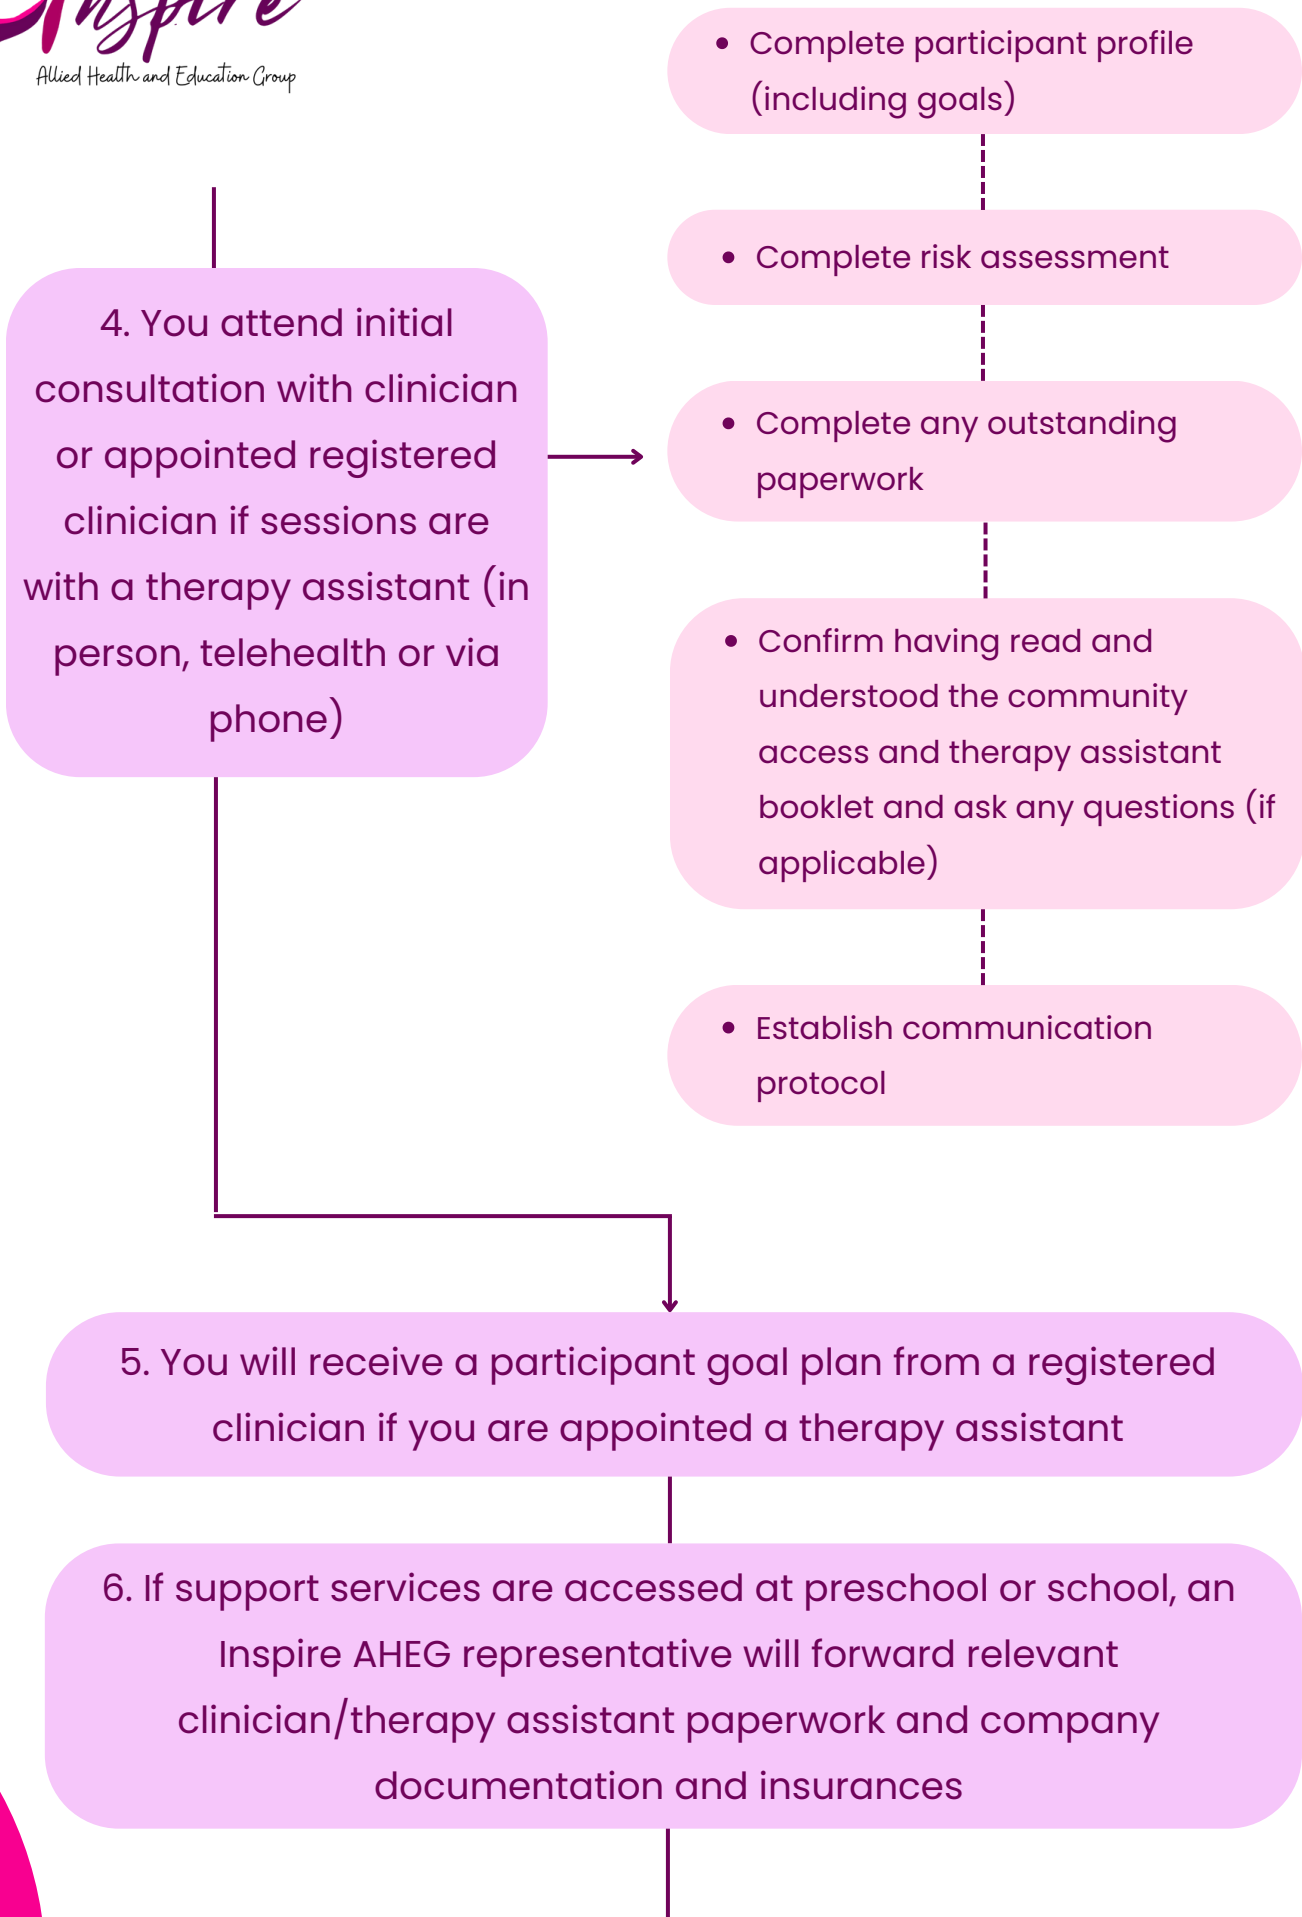 Inspire
Allied Health and Education Group
4. You attend initial
consultation with clinician
or appointed registered
clinician if sessions are
with a therapy assistant (in
person, telehealth or via
phone)
• Complete participant profile
(including goals)
• Complete risk assessment
• Complete any outstanding
paperwork
• Confirm having read and
understood the community
access and therapy assistant
booklet and ask any questions (if
applicable)
• Establish communication
protocol
5. You will receive a participant goal plan from a registered
clinician if you are appointed a therapy assistant
6. If support services are accessed at preschool or school, an
Inspire AHEG representative will forward relevant
clinician/therapy assistant paperwork and company
documentation and insurances